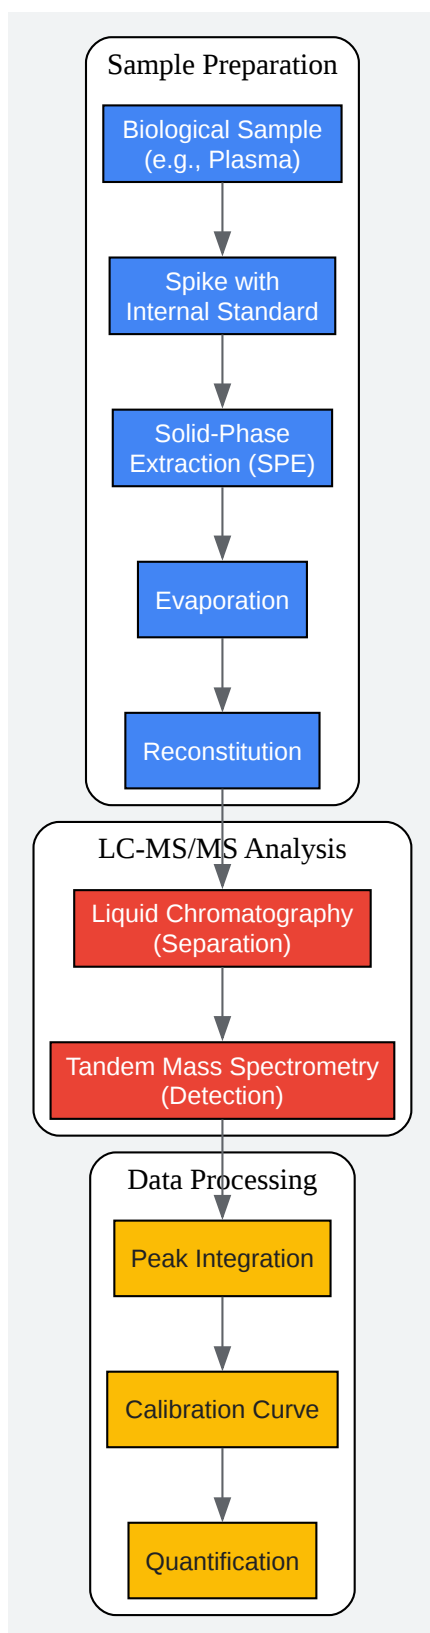 Sample Preparation
Biological Sample
(e.g., Plasma)
Spike with
Internal Standard
Solid-Phase
Extraction (SPE)
Evaporation
Reconstitution
LC-MS/MS Analysis
Liquid Chromatography
(Separation)
Tandem Mass Spectrometry
(Detection)
Data Processing
Peak Integration
Calibration Curve
Quantification